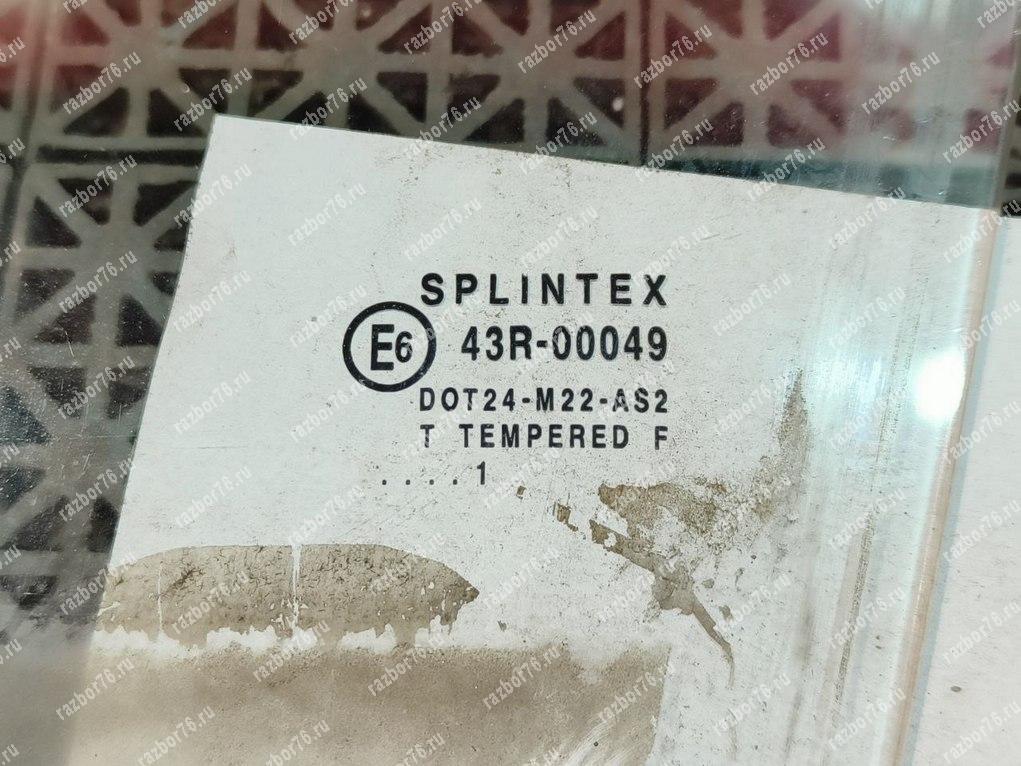 SPLINTEX
E6 43R-00049
DOT24-M22-AS2
T TEMPERED F
....1
razbor76.ru